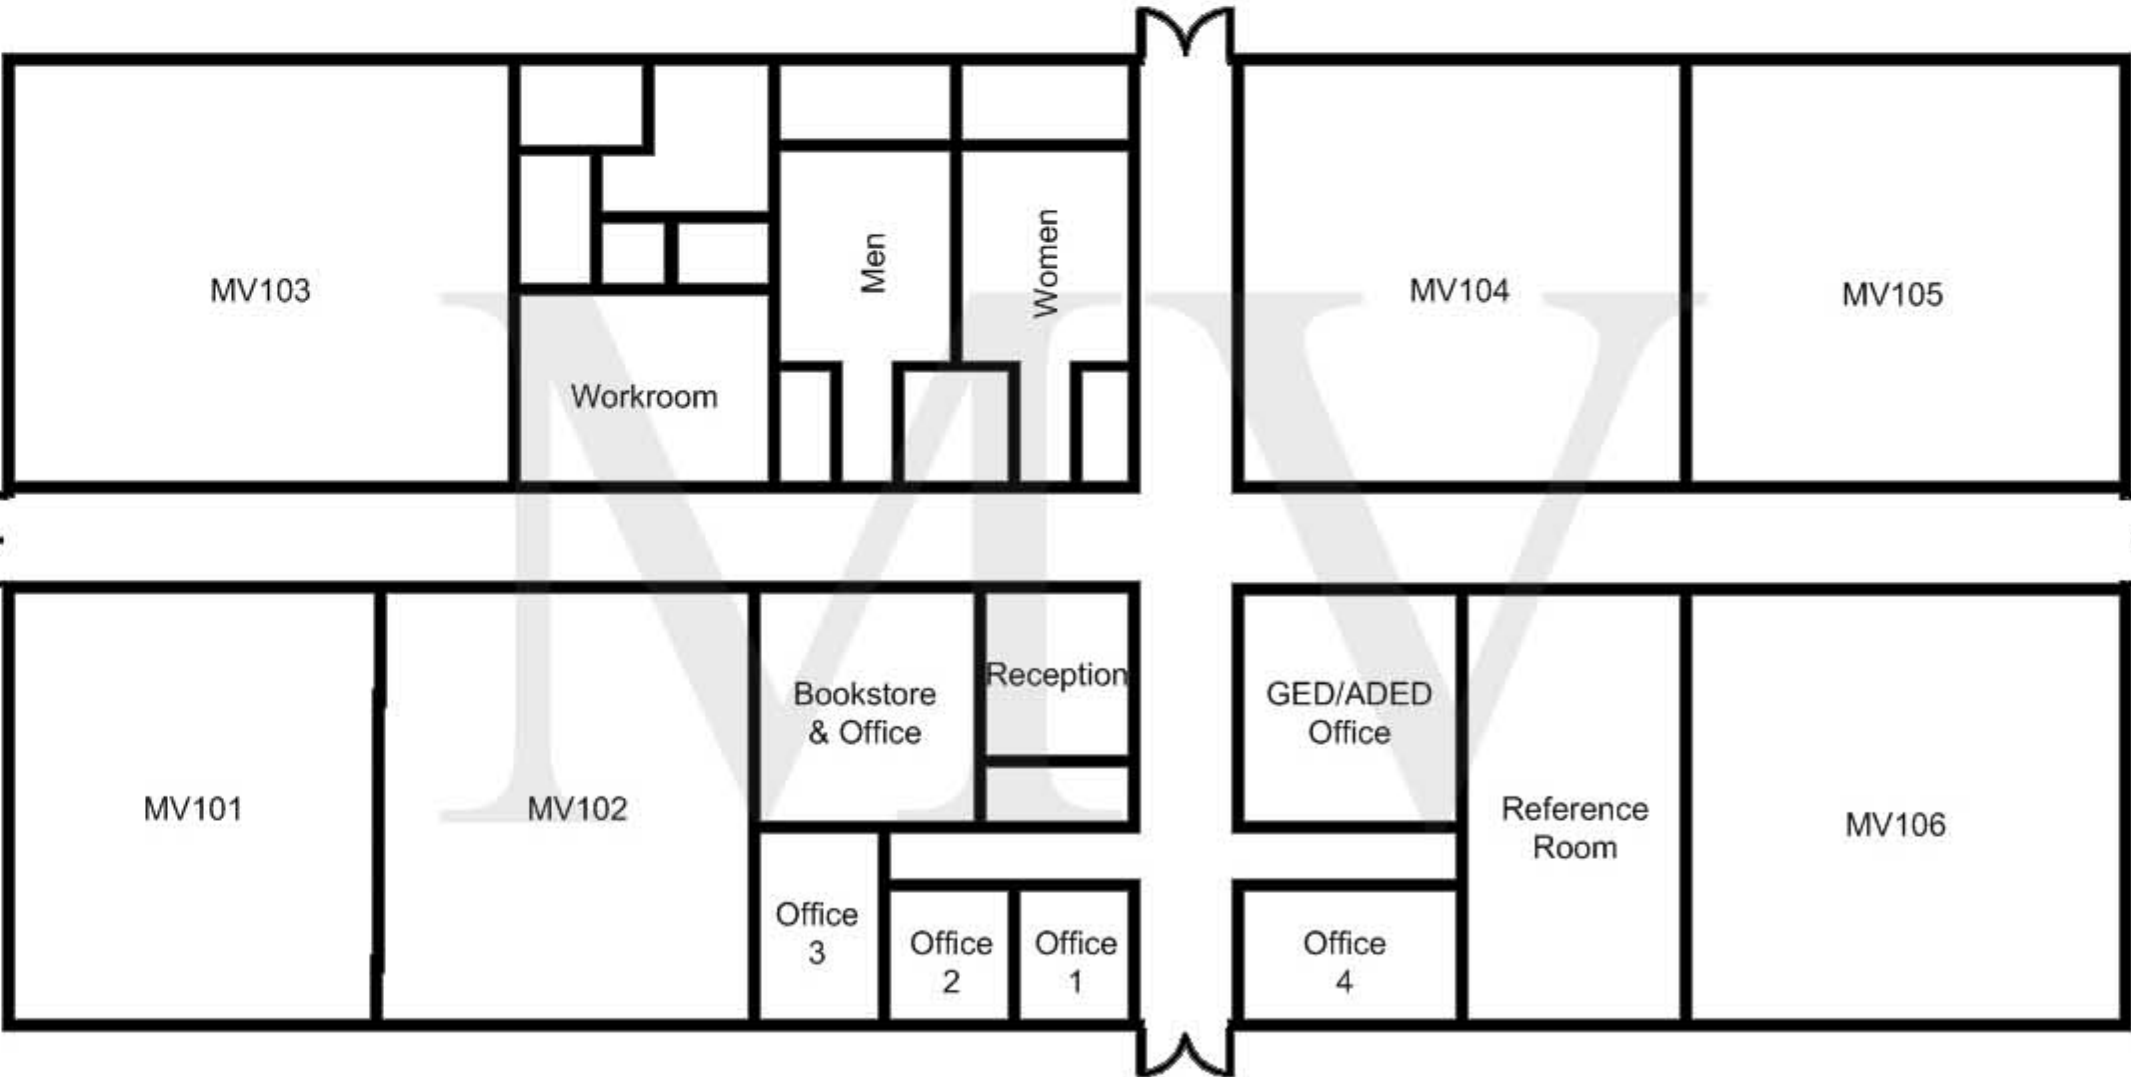 MV103
Workroom
Men
Women
MV104
MV105
MV
MV101
MV102
Bookstore
& Office
Reception
Office
3
Office
2
Office
1
GED/ADED
Office
Office
4
Reference
Room
MV106